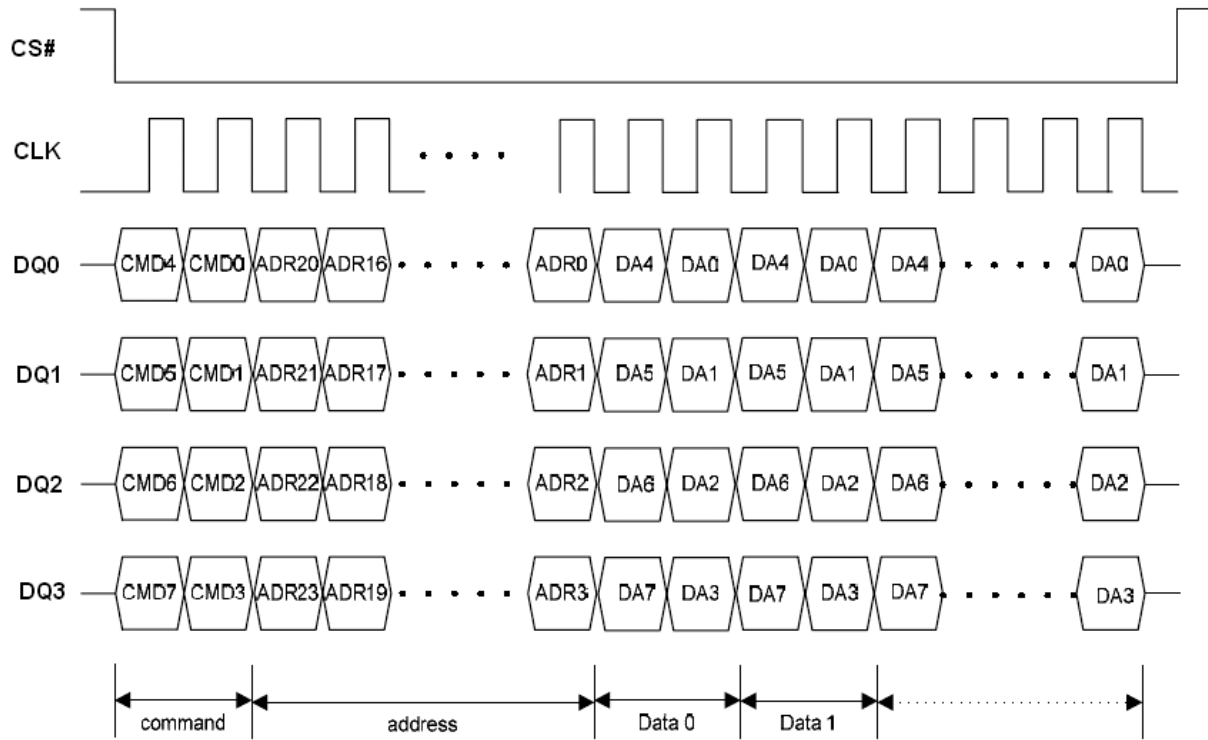 CS#
CLK
DQ0 CMD4 CMD0 ADR20 ADR16 ADR0 DA4 DA0 DA4 DA0 DA4 DA0
DQ1 CMD5 CMD1 ADR21 ADR17 ADR1 DA5 DA1 DA5 DA1 DA5 DA1
DQ2 CMD6 CMD2 ADR22 ADR18 ADR2 DA6 DA2 DA6 DA2 DA6 DA2
DQ3 CMD7 CMD3 ADR23 ADR19 ADR3 DA7 DA3 DA7 DA3 DA7 DA3
command address Data 0 Data 1